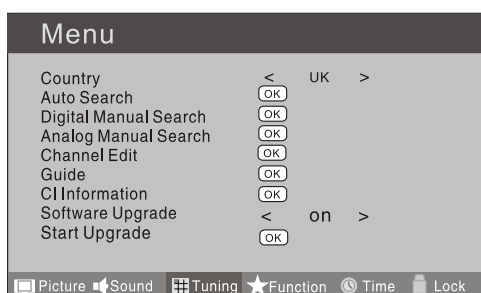 Menu
Country < UK >
Auto Search OK
Digital Manual Search OK
Analog Manual Search OK
Channel Edit OK
Guide OK
CI Information OK
Software Upgrade < on >
Start Upgrade OK
Picture Sound Tuning Function Time Lock